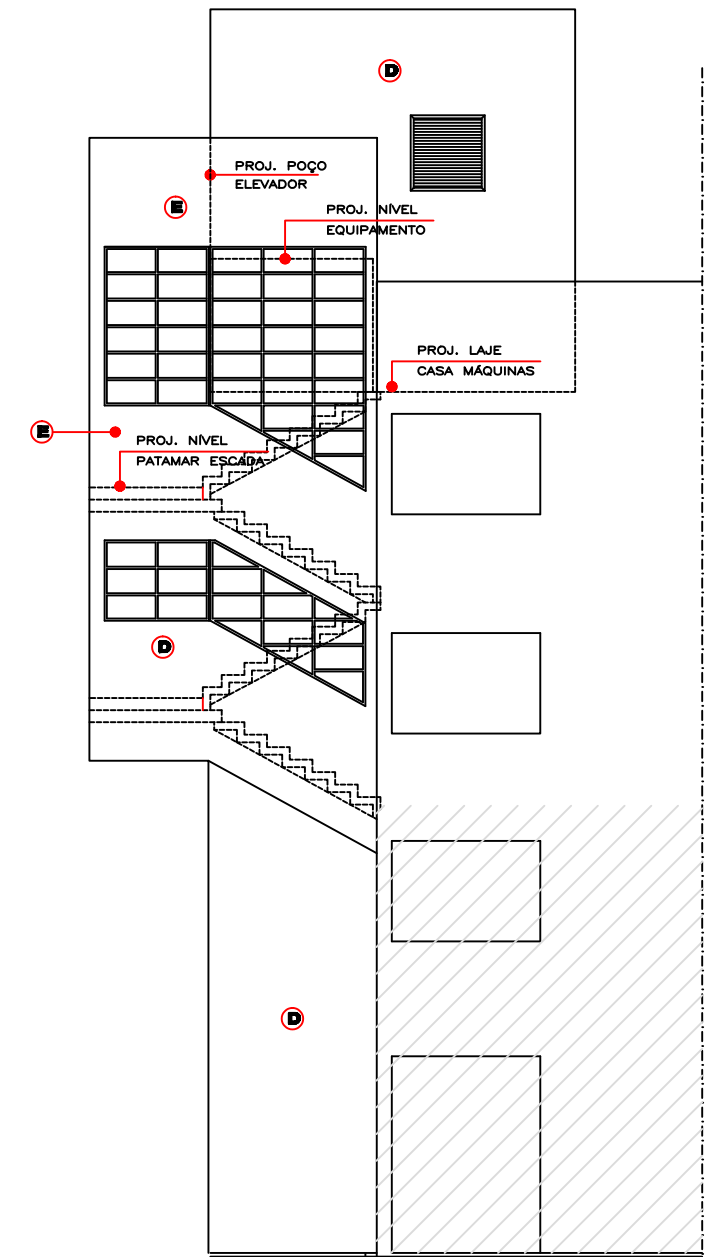 D
PROJ. POÇO
ELEVADOR
E
PROJ. NÍVEL
EQUIPAMENTO
PROJ. LAJE
CASA MÁQUINAS
E
PROJ. NÍVEL
PATAMAR ESCADA
D
D